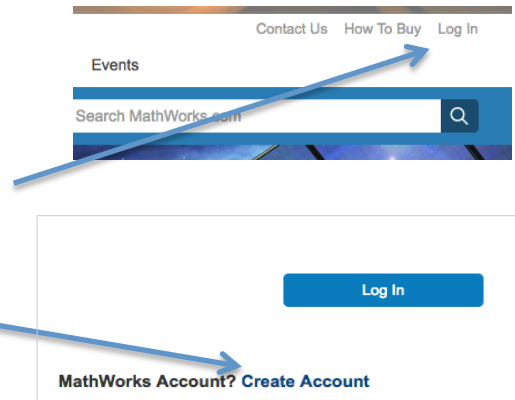 Contact Us How To Buy Log In
Events
Search MathWorks.com
Log In
MathWorks Account? Create Account